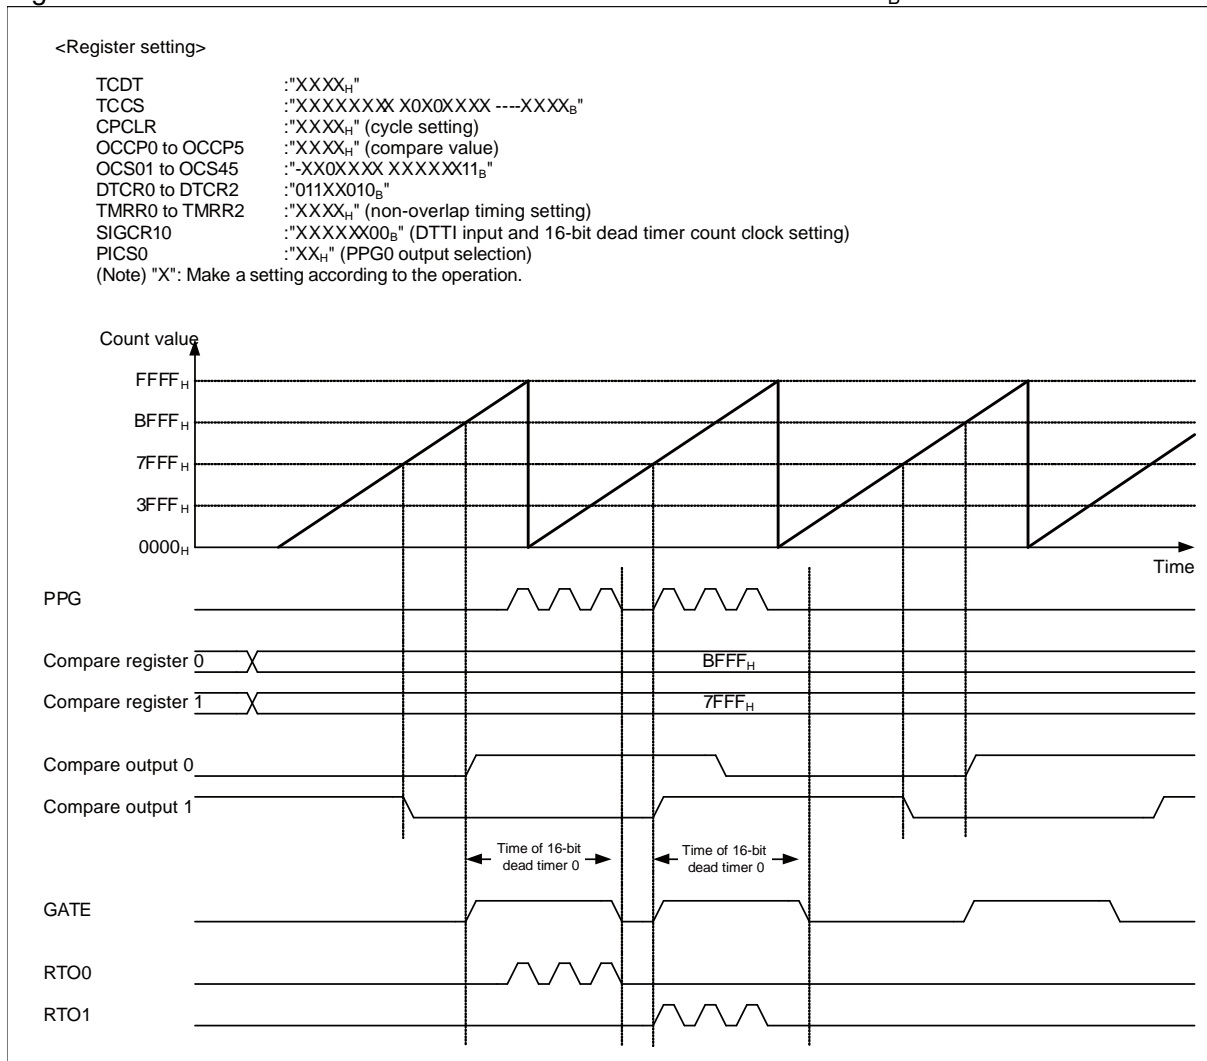 B
<Register setting>
TCDT :"XXXXH"
TCCS :"XXXXXXXX X0X0XXXX ----XXXXB"
CPCLR :"XXXXH" (cycle setting)
OCCP0 to OCCP5 :"XXXXH" (compare value)
OCS01 to OCS45 :"-XX0XXXX XXXXXX11B"
DTCR0 to DTCR2 :"011XX010B"
TMRR0 to TMRR2 :"XXXXH" (non-overlap timing setting)
SIGCR10 :"XXXXXX00B" (DTTI input and 16-bit dead timer count clock setting)
PICS0 :"XXH" (PPG0 output selection)
(Note) "X": Make a setting according to the operation.
Count value
FFFFH
BFFFH
7FFFH
3FFFH
0000H
Time
PPG
Compare register 0 BFFFH
Compare register 1 7FFFH
Compare output 0
Compare output 1
Time of 16-bit Time of 16-bit
dead timer 0 dead timer 0
GATE
RTO0
RTO1